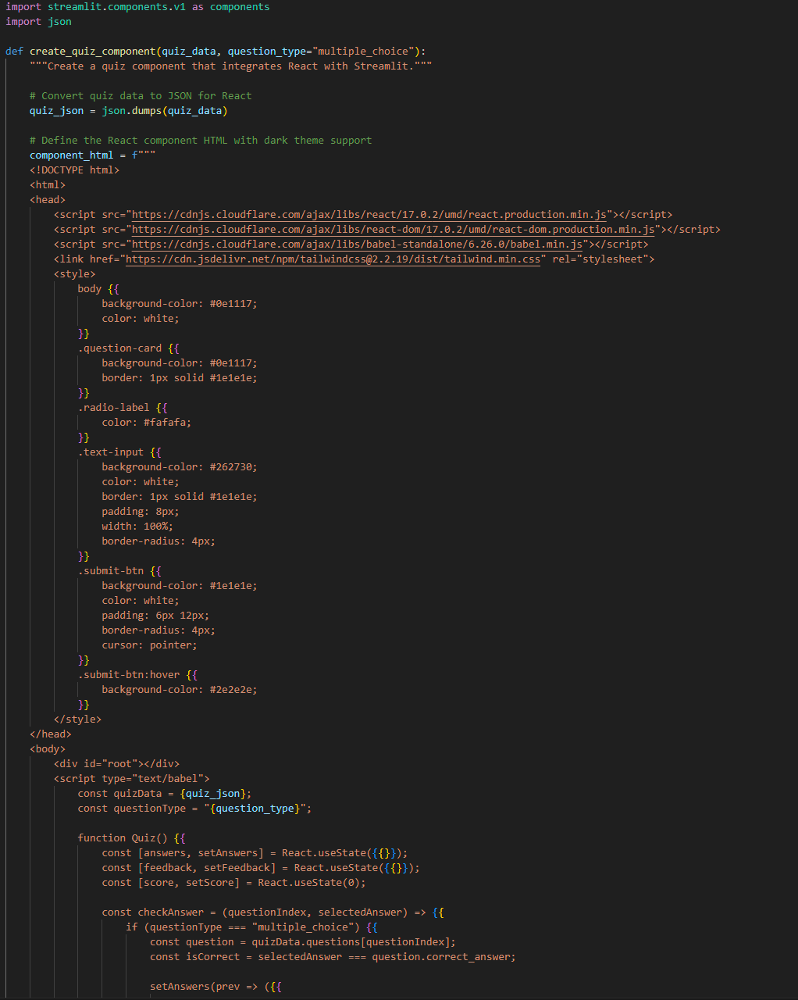 import streamlit.components.v1 as components
import json
def create_quiz_component(quiz_data, question_type="multiple_choice"):
"""Create a quiz component that integrates React with Streamlit."""
# Convert quiz data to JSON for React
quiz_json = json.dumps(quiz_data)
# Define the React component HTML with dark theme support
component_html = f"""
<!DOCTYPE html>
<html>
<head>
<script src="https://cdnjs.cloudflare.com/ajax/libs/react/17.0.2/umd/react.production.min.js"></script>
<script src="https://cdnjs.cloudflare.com/ajax/libs/react-dom/17.0.2/umd/react-dom.production.min.js"></script>
<script src="https://cdnjs.cloudflare.com/ajax/libs/babel-standalone/6.26.0/babel.min.js"></script>
<link href="https://cdn.jsdelivr.net/npm/tailwindcss@2.2.19/dist/tailwind.min.css" rel="stylesheet">
<style>
body {{
background-color: #0e1117;
color: white;
}}
.question-card {{
background-color: #0e1117;
border: 1px solid #1e1e1e;
}}
.radio-label {{
color: #fafafa;
}}
.text-input {{
background-color: #262730;
color: white;
border: 1px solid #1e1e1e;
padding: 8px;
width: 100%;
border-radius: 4px;
}}
.submit-btn {{
background-color: #1e1e1e;
color: white;
padding: 6px 12px;
border-radius: 4px;
cursor: pointer;
}}
.submit-btn:hover {{
background-color: #2e2e2e;
}}
</style>
</head>
<body>
<div id="root"></div>
<script type="text/babel">
const quizData = {quiz_json};
const questionType = "{question_type}";
function Quiz() {{
const [answers, setAnswers] = React.useState({{}});
const [feedback, setFeedback] = React.useState({{}});
const [score, setScore] = React.useState(0);
const checkAnswer = (questionIndex, selectedAnswer) => {{
if (questionType === "multiple_choice") {{
const question = quizData.questions[questionIndex];
const isCorrect = selectedAnswer === question.correct_answer;
setAnswers(prev => ({{